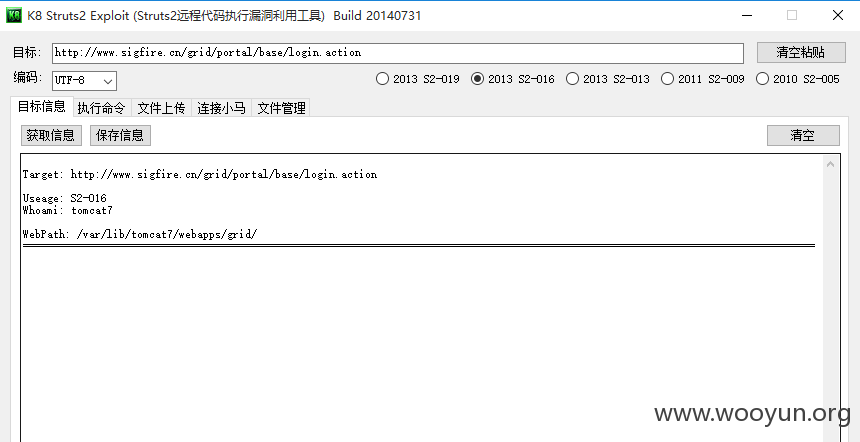 K8 Struts2 Exploit (Struts2远程代码执行漏洞利用工具) Build 20140731
目标: http://www.sigfire.cn/grid/portal/base/login.action 清空粘贴
编码: UTF-8 2013 S2-019 2013 S2-016 2013 S2-013 2011 S2-009 2010 S2-005
目标信息 执行命令 文件上传 连接小马 文件管理
获取信息 保存信息 清空
Target: http://www.sigfire.cn/grid/portal/base/login.action
Useage: S2-016
Whoami: tomcat7
WebPath: /var/lib/tomcat7/webapps/grid/
www.wooyun.org